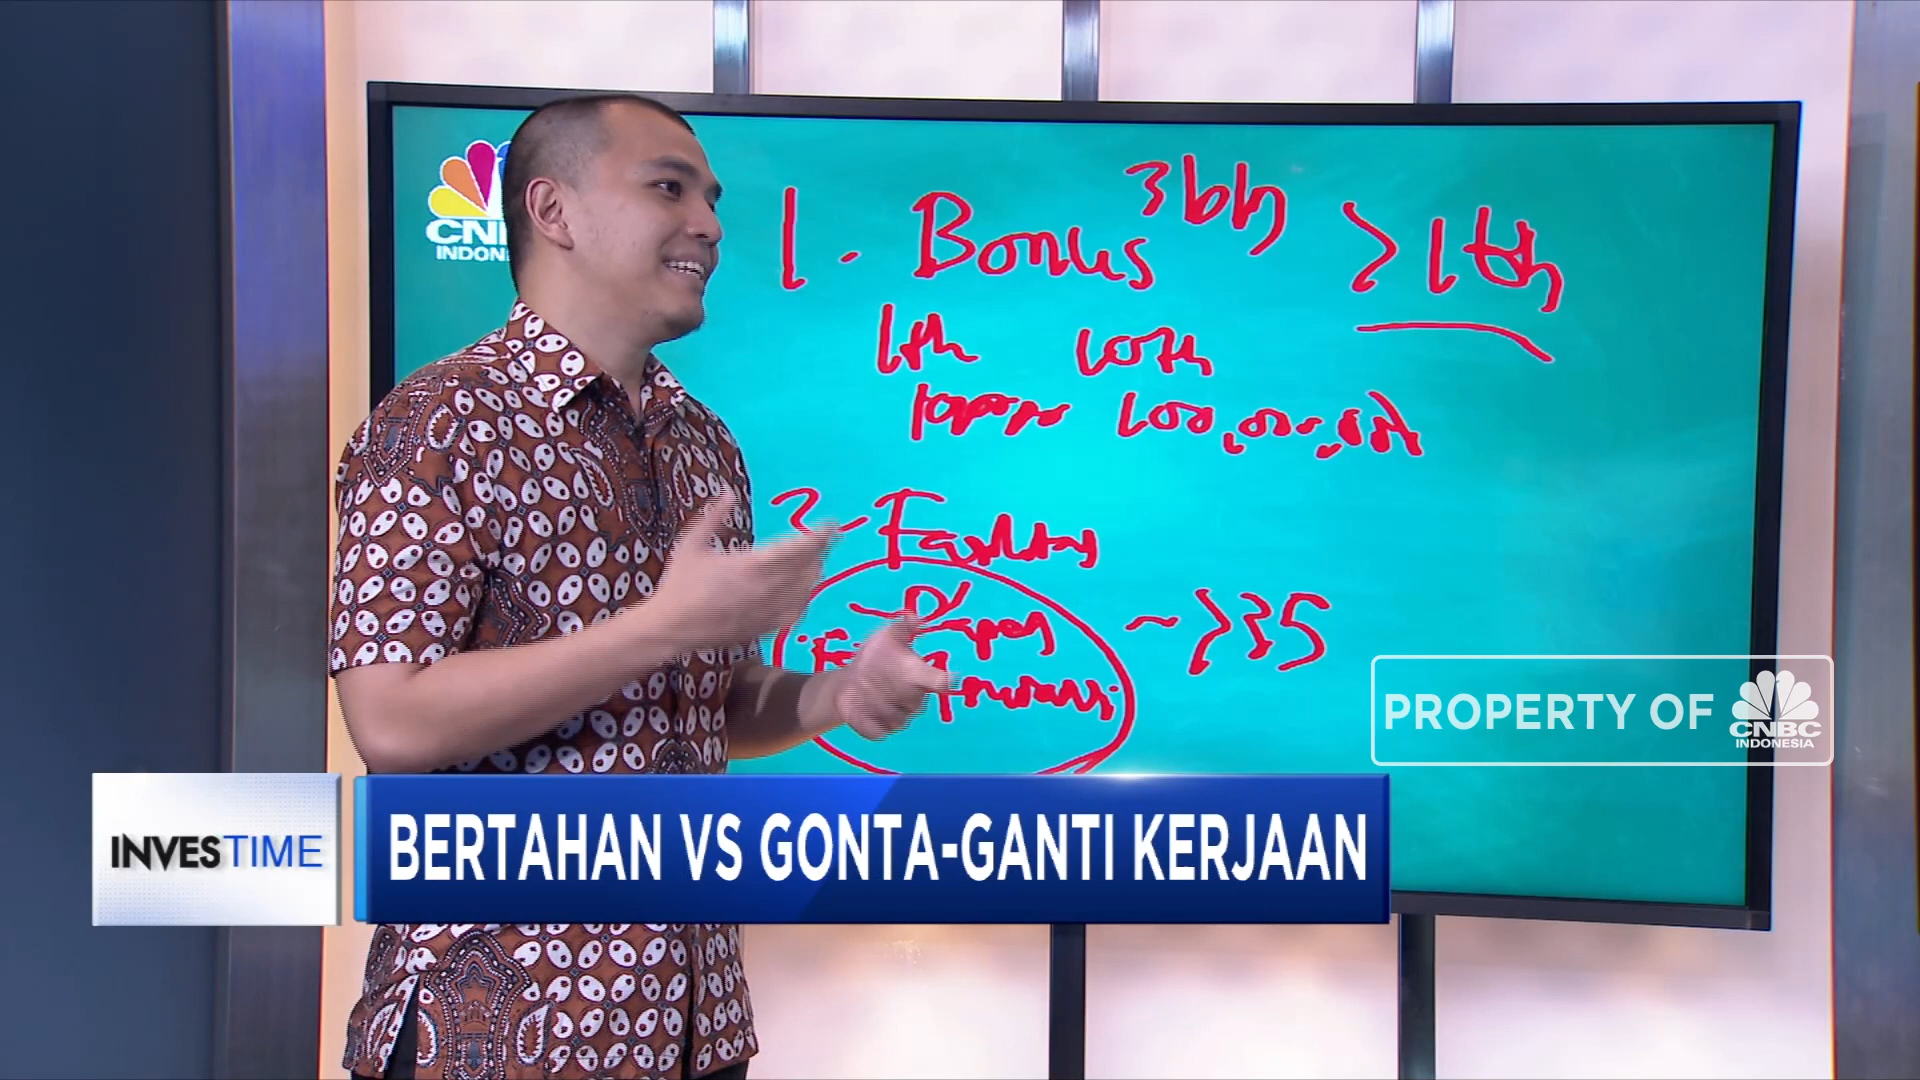 CNBC
INDONESIA
1. Bonus 3bln >1th
1th 10th
100,000,000
2. Fasilitas
>35
PROPERTY OF CNBC
INDONESIA
INVESTIME
BERTAHAN VS GONTA-GANTI KERJAAN